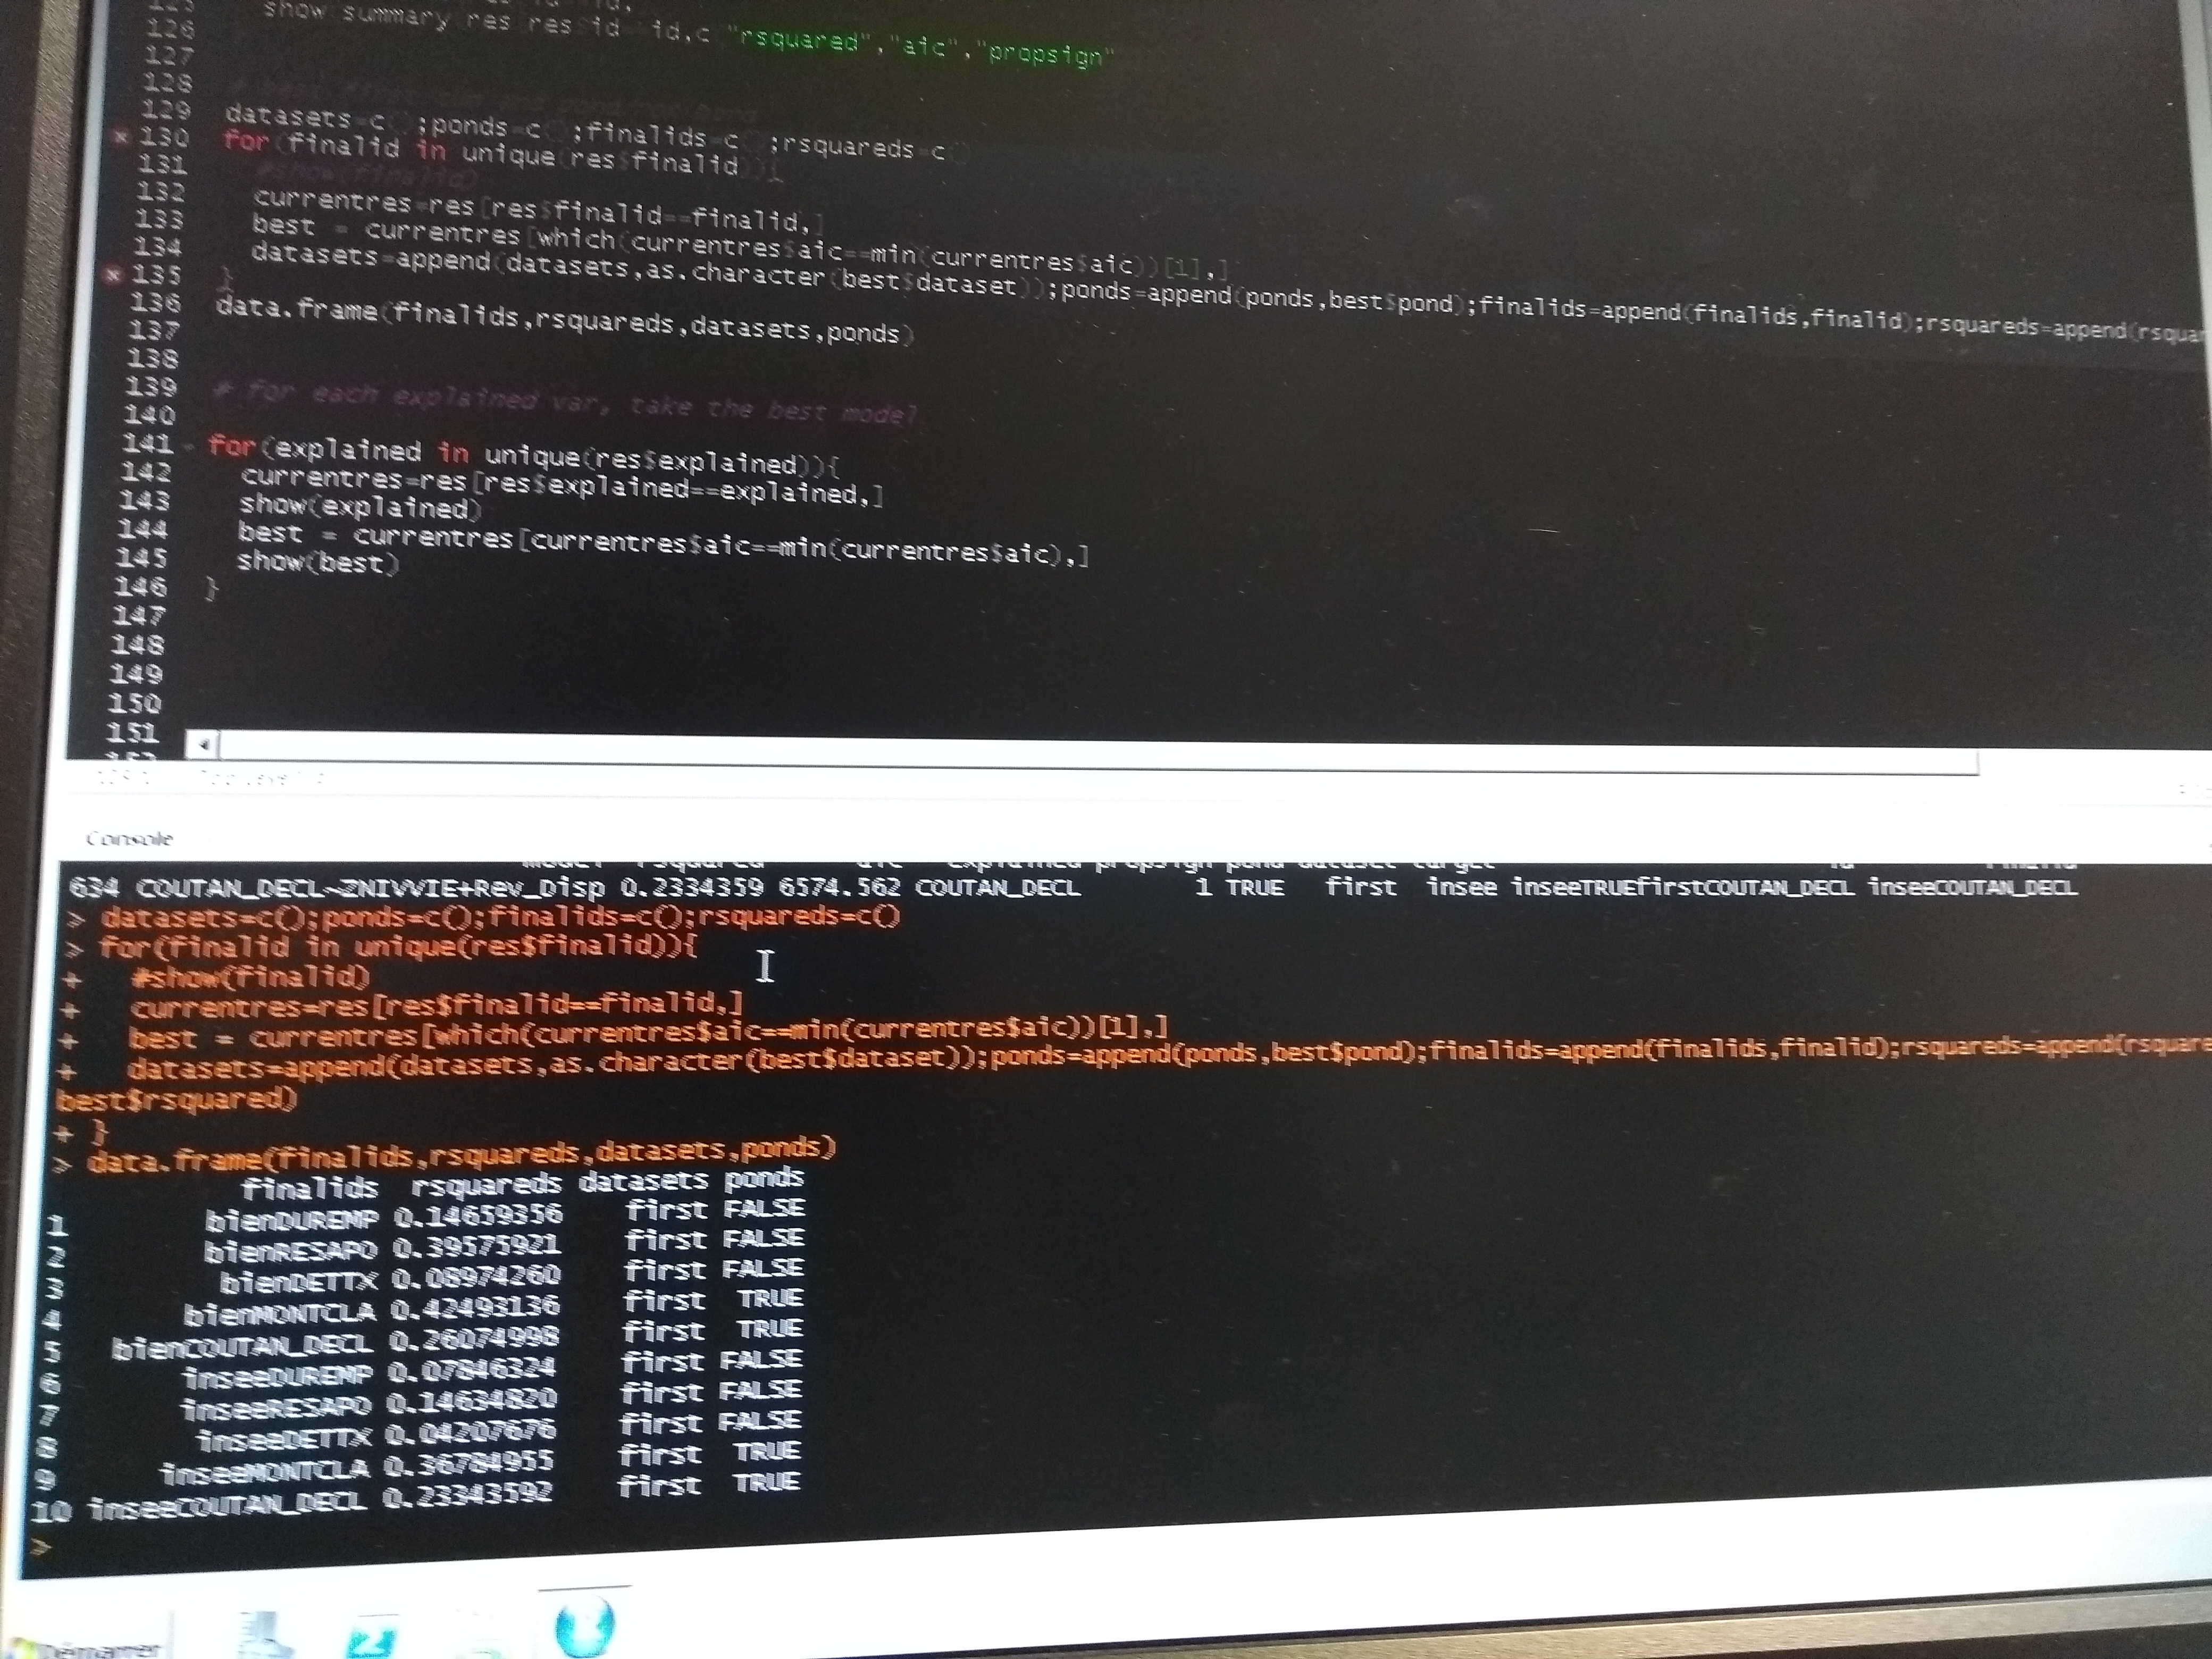 126 show summary res res$id id,c "rsquared","aic","propsign"
127
128
129
130 datasets=c();ponds=c();finalids=c();rsquareds=c()
131 for(finalid in unique(res$finalid)){
#show(finalid)
132 currentres=res[res$finalid==finalid,]
133 best = currentres[which(currentres$aic==min(currentres$aic))[1],]
134 datasets=append(datasets,as.character(best$dataset));ponds=append(ponds,best$pond);finalids=append(finalids,finalid);rsquareds=append(rsquar
135 }
136 data.frame(finalids,rsquareds,datasets,ponds)
137
138
139 # for each explained var, take the best model
140
141 for(explained in unique(res$explained)){
142 currentres=res[res$explained==explained,]
143 show(explained)
144 best = currentres[currentres$aic==min(currentres$aic),]
145 show(best)
146 }
147
148
149
150
151
Console
model rsquared aic explained propsign pond dataset target id finalid
634 COUTAN_DECL~ZNIVVIE+Rev_Disp 0.2334359 6574.562 COUTAN_DECL 1 TRUE first insee inseeTRUEfirstCOUTAN_DECL inseeCOUTAN_DECL
> datasets=c();ponds=c();finalids=c();rsquareds=c()
> for(finalid in unique(res$finalid)){
+ #show(finalid)
+ currentres=res[res$finalid==finalid,]
+ best = currentres[which(currentres$aic==min(currentres$aic))[1],]
+ datasets=append(datasets,as.character(best$dataset));ponds=append(ponds,best$pond);finalids=append(finalids,finalid);rsquareds=append(rsquare
best$rsquared)
+ }
> data.frame(finalids,rsquareds,datasets,ponds)
finalids rsquareds datasets ponds
1 bienDUREMP 0.14659356 first FALSE
2 bienRESAPO 0.39575921 first FALSE
3 bienDETTX 0.08974260 first FALSE
4 bienMONTCLA 0.42493136 first TRUE
5 bienCOUTAN_DECL 0.26074998 first TRUE
6 inseeDUREMP 0.07846324 first FALSE
7 inseeRESAPO 0.14634820 first FALSE
8 inseeDETTX 0.04207676 first FALSE
9 inseeMONTCLA 0.36784955 first TRUE
10 inseeCOUTAN_DECL 0.23343592 first TRUE
>
Démarrer